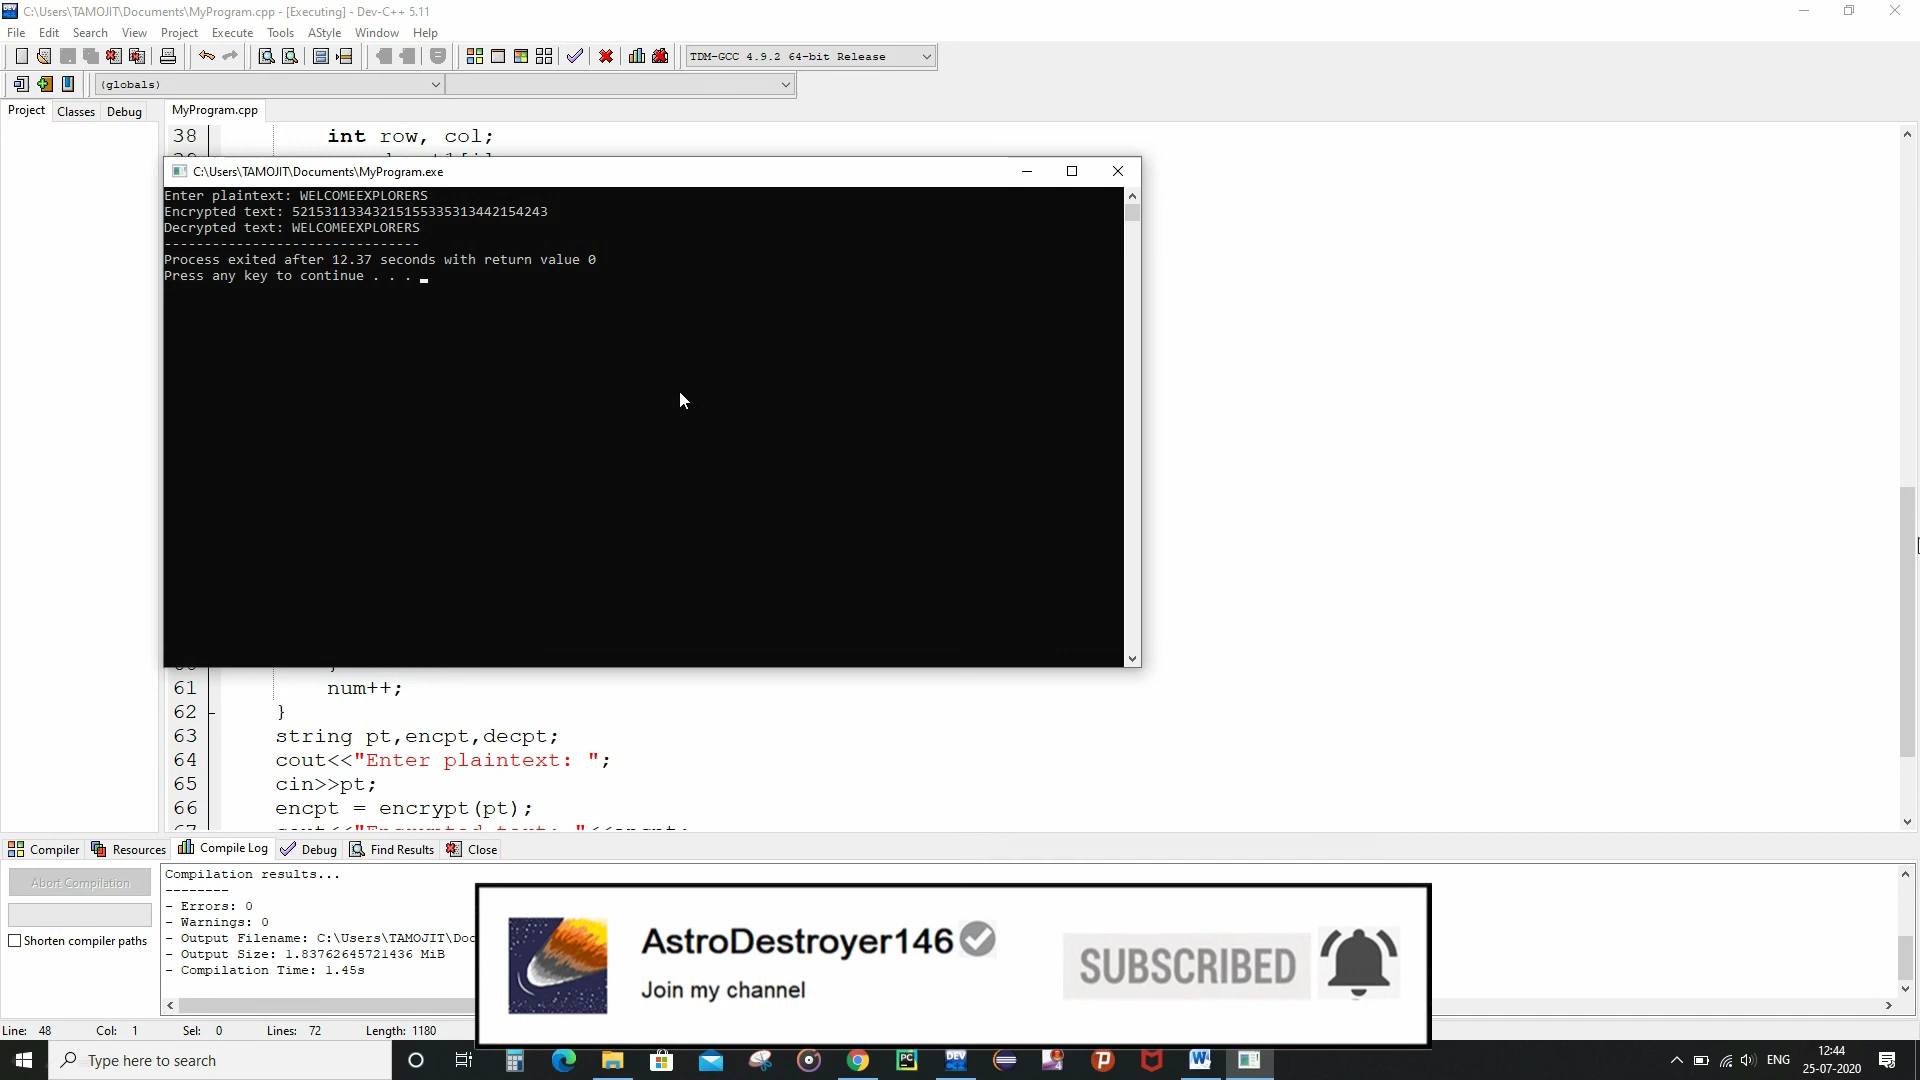 C:\Users\TAMOJIT\Documents\MyProgram.cpp - [Executing] - Dev-C++ 5.11
File Edit Search View Project Execute Tools AStyle Window Help
TDM-GCC 4.9.2 64-bit Release
(globals)
Project Classes Debug MyProgram.cpp
38 int row, col;
C:\Users\TAMOJIT\Documents\MyProgram.exe
Enter plaintext: WELCOMEEXPLORERS
Encrypted text: 52153113343215155335313442154243
Decrypted text: WELCOMEEXPLORERS
--------------------------------
Process exited after 12.37 seconds with return value 0
Press any key to continue . . .
61 num++;
62 }
63 string pt,encpt,decpt;
64 cout<<"Enter plaintext: ";
65 cin>>pt;
66 encpt = encrypt(pt);
Compiler Resources Compile Log Debug Find Results Close
Abort Compilation
Shorten compiler paths
Compilation results...
--------
- Errors: 0
- Warnings: 0
- Output Filename: C:\Users\TAMOJIT\Doc
- Output Size: 1.83762645721436 MiB
- Compilation Time: 1.45s
AstroDestroyer146
Join my channel
SUBSCRIBED
Line: 48 Col: 1 Sel: 0 Lines: 72 Length: 1180
Type here to search
ENG
12:44
25-07-2020